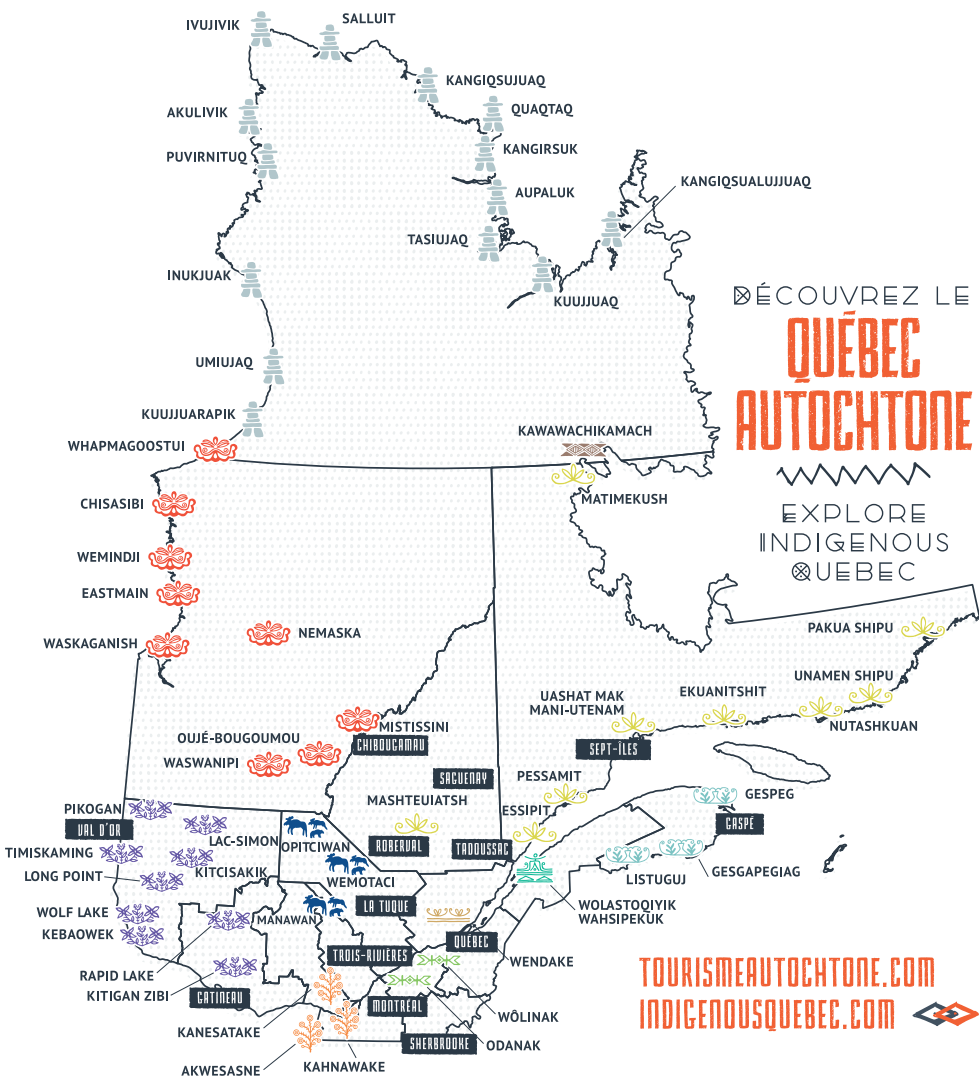 IVUJIVIK
SALLUIT
KANGIQSUJUAQ
AKULIVIK
QUAQTAQ
KANGIRSUK
PUVIRNITUQ
KANGIQSUALUJJUAQ
AUPALUK
TASIUJAQ
INUKJUAK
KUUJJUAQ
DÉCOUVREZ LE
QUÉBEC
AUTOCHTONE
EXPLORE
INDIGENOUS
QUEBEC
UMIUJAQ
KUUJJUARAPIK
WHAPMAGOOSTUI
KAWAWACHIKAMACH
MATIMEKUSH
CHISASIBI
WEMINDJI
EASTMAIN
WASKAGANISH
NEMASKA
PAKUA SHIPU
UNAMEN SHIPU
NUTASHKUAN
EKUANITSHIT
UASHAT MAK
MANI-UTENAM
SEPT-ÎLES
MISTISSINI
CHIBOUGAMAU
OUJÉ-BOUGOUMOU
WASWANIPI
SAGUENAY
PESSAMIT
MASHTEUIATSH
ESSIPIT
GESPEG
GASPÉ
PIKOGAN
VAL D'OR
LAC-SIMON
OPITCIWAN
ROBERVAL
TADOUSSAC
TIMISKAMING
LONG POINT
KITCISAKIK
WEMOTACI
LISTUGUJ
GESGAPEGIAG
WOLASTOQIYIK
WAHSIPEKUK
WOLF LAKE
KEBAOWEK
MANAWAN
LA TUQUE
QUÉBEC
WENDAKE
TROIS-RIVIÈRES
RAPID LAKE
KITIGAN ZIBI
GATINEAU
MONTRÉAL
WÔLINAK
ODANAK
SHERBROOKE
KANESATAKE
KAHNAWAKE
AKWESASNE
TOURISMEAUTOCHTONE.COM
INDIGENOUSQUEBEC.COM